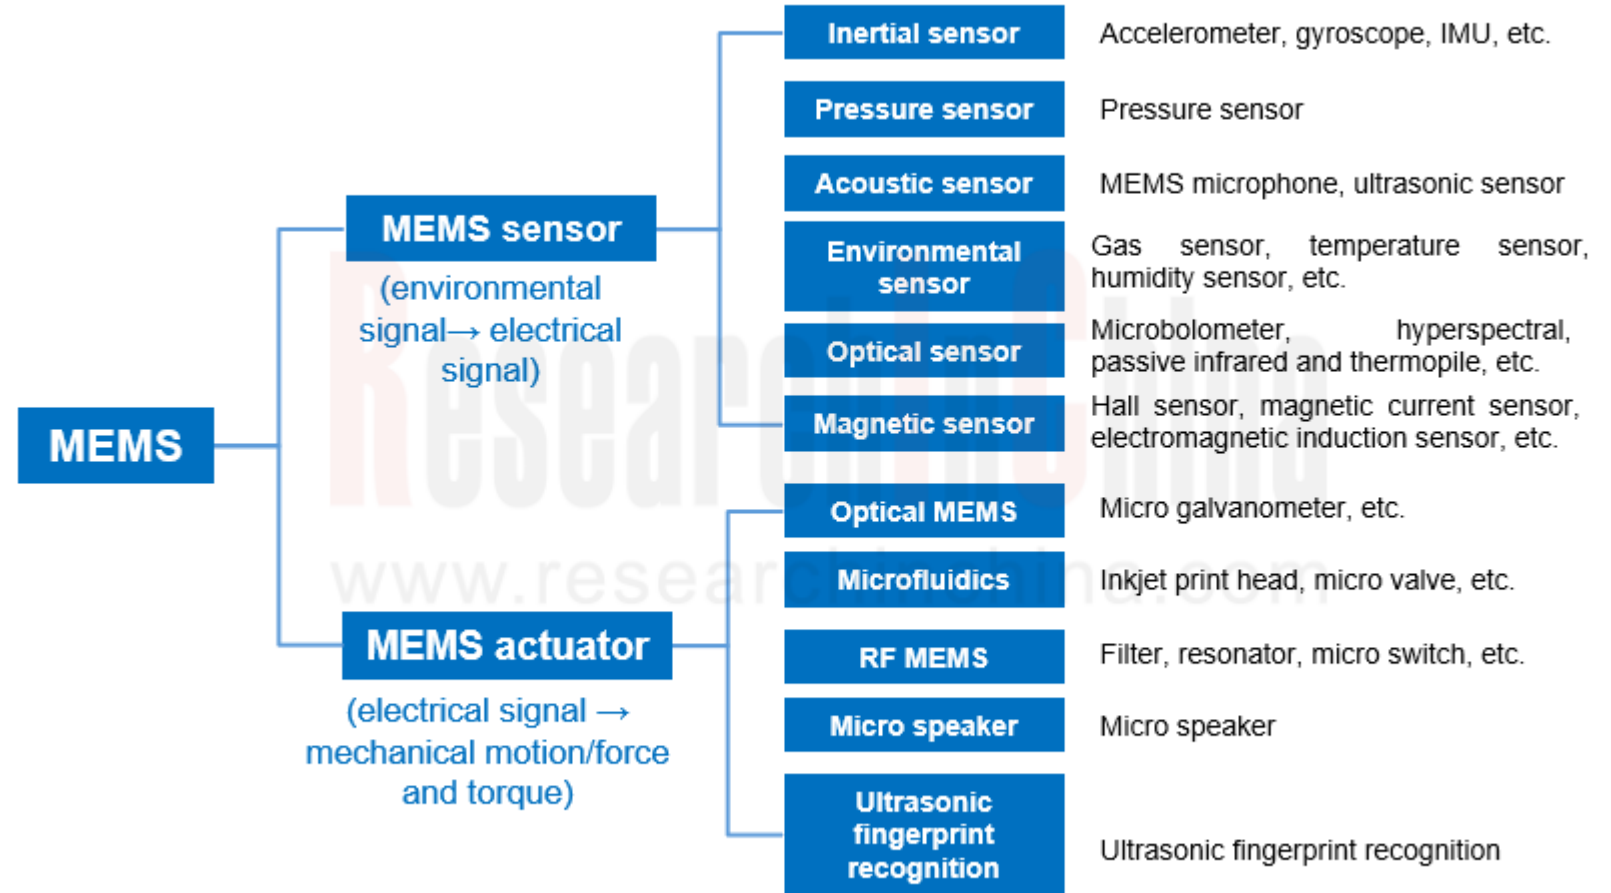 Inertial sensor
Accelerometer, gyroscope, IMU, etc.
Pressure sensor
Pressure sensor
Acoustic sensor
MEMS microphone, ultrasonic sensor
MEMS sensor
(environmental
signal→ electrical
signal)
Environmental
sensor
Gas sensor, temperature sensor,
humidity sensor, etc.
Optical sensor
Microbolometer, hyperspectral,
passive infrared and thermopile, etc.
Magnetic sensor
Hall sensor, magnetic current sensor,
electromagnetic induction sensor, etc.
MEMS
Optical MEMS
Micro galvanometer, etc.
Microfluidics
Inkjet print head, micro valve, etc.
MEMS actuator
(electrical signal →
mechanical motion/force
and torque)
RF MEMS
Filter, resonator, micro switch, etc.
Micro speaker
Micro speaker
Ultrasonic
fingerprint
recognition
Ultrasonic fingerprint recognition
ResearchInChina
www.researchinchina.com